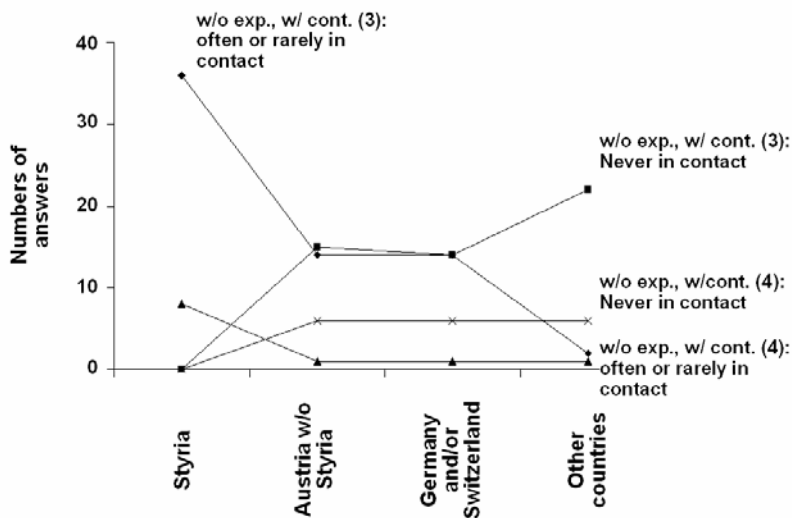 w/o exp., w/ cont. (3):
often or rarely in
contact
40
30
20
10
0
Numbers of
answers
w/o exp., w/ cont. (3):
Never in contact
w/o exp., w/cont. (4):
Never in contact
w/o exp., w/ cont. (4):
often or rarely in
contact
Styria
Austria w/o
Styria
Germany
and/or
Switzerland
Other
countries